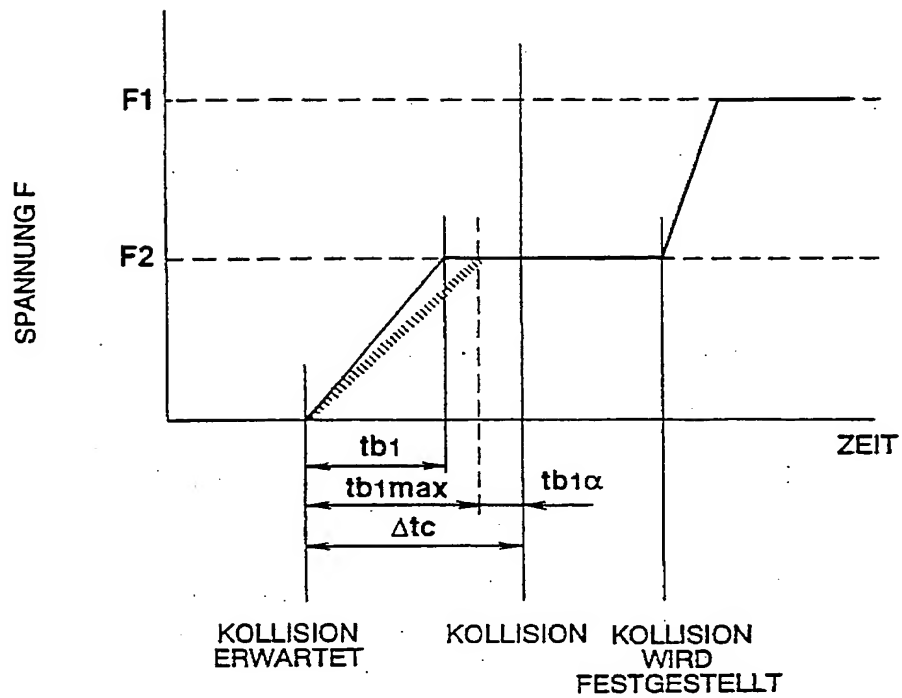 F1
SPANNUNG F
F2
ZEIT
tb1
tb1max
tb1α
Δtc
KOLLISION
ERWARTET
KOLLISION
KOLLISION
WIRD
FESTGESTELLT